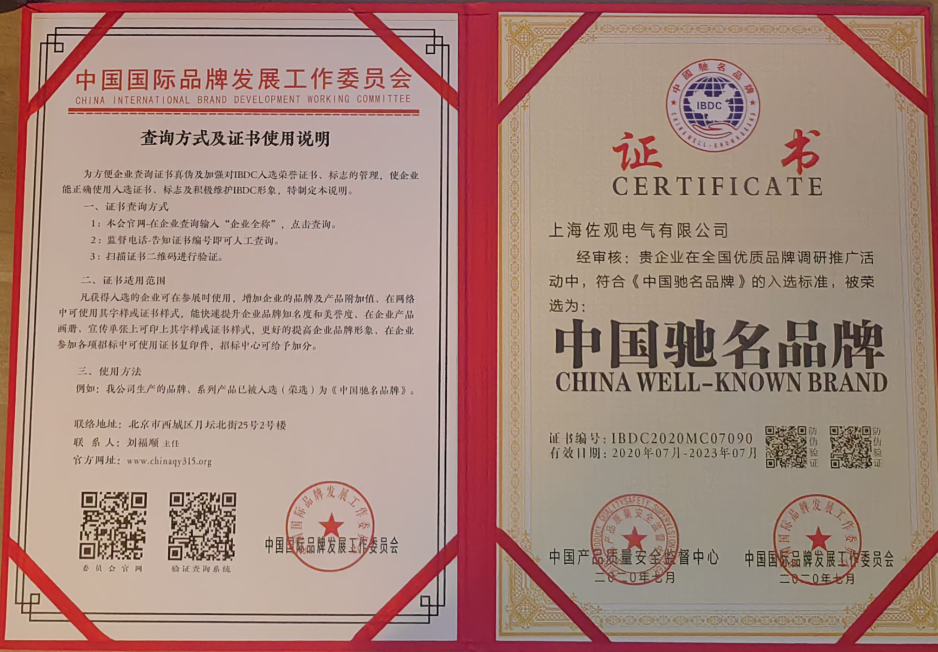 中国国际品牌发展工作委员会
CHINA INTERNATIONAL BRAND DEVELOPMENT WORKING COMMITTEE
查询方式及证书使用说明
为方便企业查询证书真伪及加强对IBDC入选荣誉证书、标志的管理，使企业
能正确使用入选证书、标志及积极维护IBDC形象，特制定本说明。
一、证书查询方式
1：本会官网-在企业查询输入“企业全称”，点击查询。
2：监督电话-告知证书编号即可人工查询。
3：扫描证书二维码进行验证。
二、证书适用范围
凡获得入选的企业可在参展时使用，增加企业的品牌及产品附加值、在网络
中可使用其字样或证书样式，能快速提升企业品牌知名度和美誉度、在企业产品
画册、宣传单张上可印上其字样或证书样式，更好的提高企业品牌形象、在企业
参加各项招标中可使用证书复印件，招标中心可给予加分。
三、使用方法
例如：我公司生产的品牌、系列产品已被入选（荣选）为《中国驰名品牌》。
联络地址：北京市西城区月坛北街25号2号楼
联 系 人：刘福顺 主任
官方网址：www.chinaqy315.org
委员会官网
验证查询系统
中国国际品牌发展工作委员会
中国驰名品牌
IBDC
CHINA WELL-KNOWN BRAND
证 书
CERTIFICATE
上海佐观电气有限公司
经审核：贵企业在全国优质品牌调研推广活
动中，符合《中国驰名品牌》的入选标准，被荣
选为：
中国驰名品牌
CHINA WELL-KNOWN BRAND
证书编号：IBDC2020MC07090
有效日期：2020年07月-2023年07月
防伪验证
防伪验证
中国产品质量安全监督中心
二〇二〇年七月
中国国际品牌发展工作委员会
二〇二〇年七月